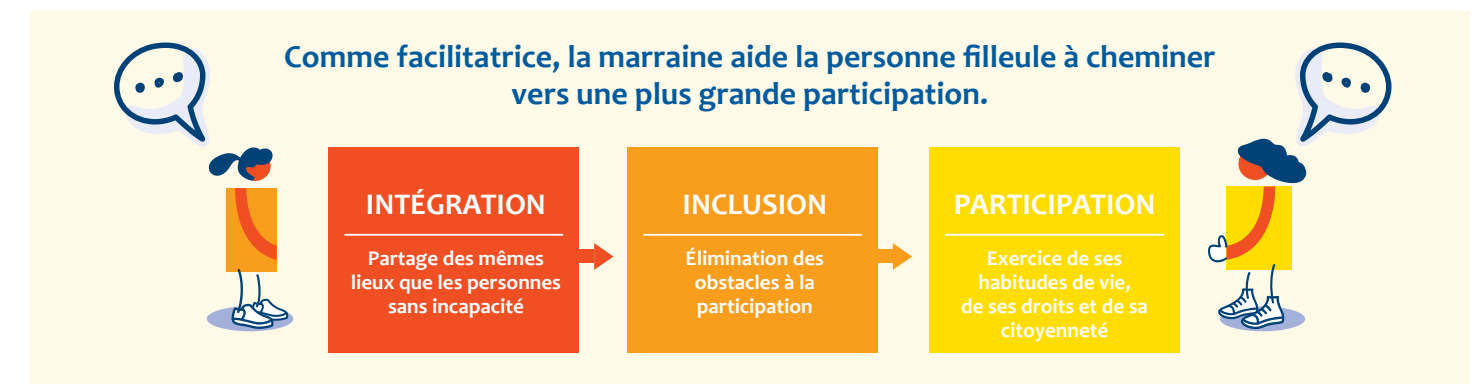 Comme facilitatrice, la marraine aide la personne filleule à cheminer
vers une plus grande participation.
INTÉGRATION
Partage des mêmes
lieux que les personnes
sans incapacité
INCLUSION
Élimination des
obstacles à la
participation
PARTICIPATION
Exercice de ses
habitudes de vie,
de ses droits et de sa
citoyenneté